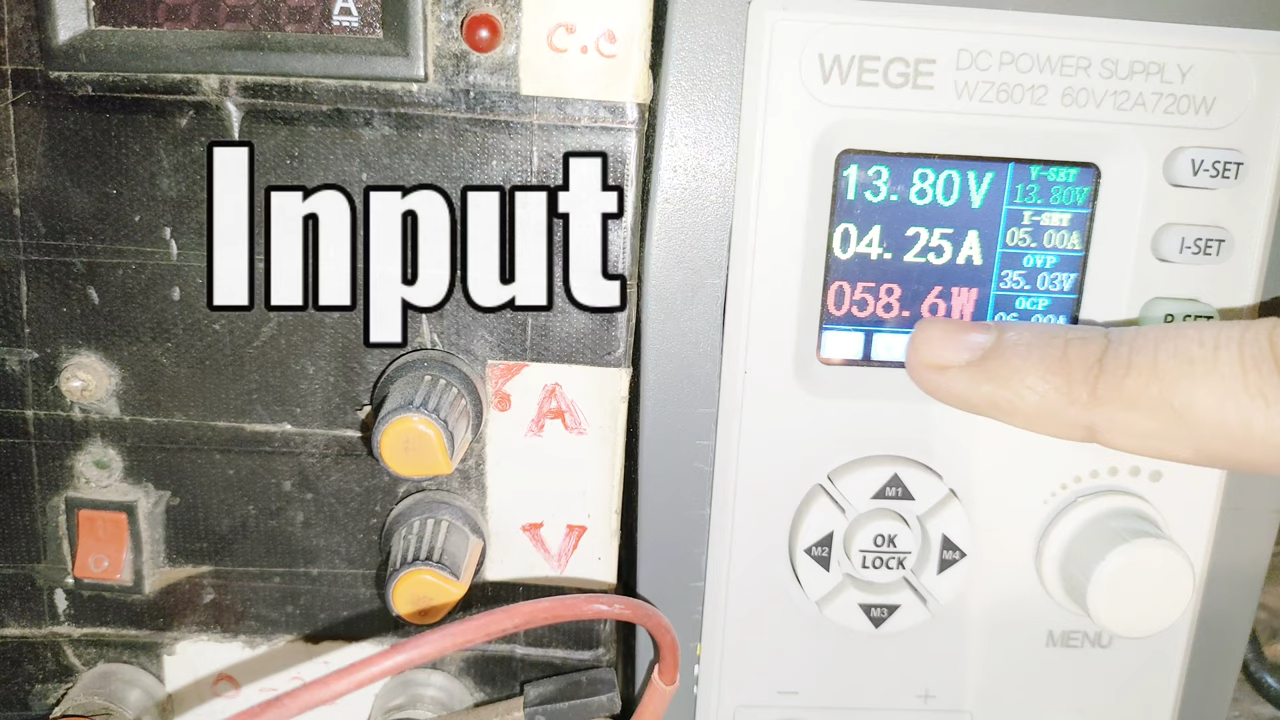 A
C.C
Input
A
V
WEGE
DC POWER SUPPLY
WZ6012 60V12A720W
13.80V
04.25A
058.6W
V-SET
13.80V
I-SET
05.00A
OVP
35.03V
OCP
V-SET
I-SET
M1
M2
OK
LOCK
M4
M3
MENU
− +